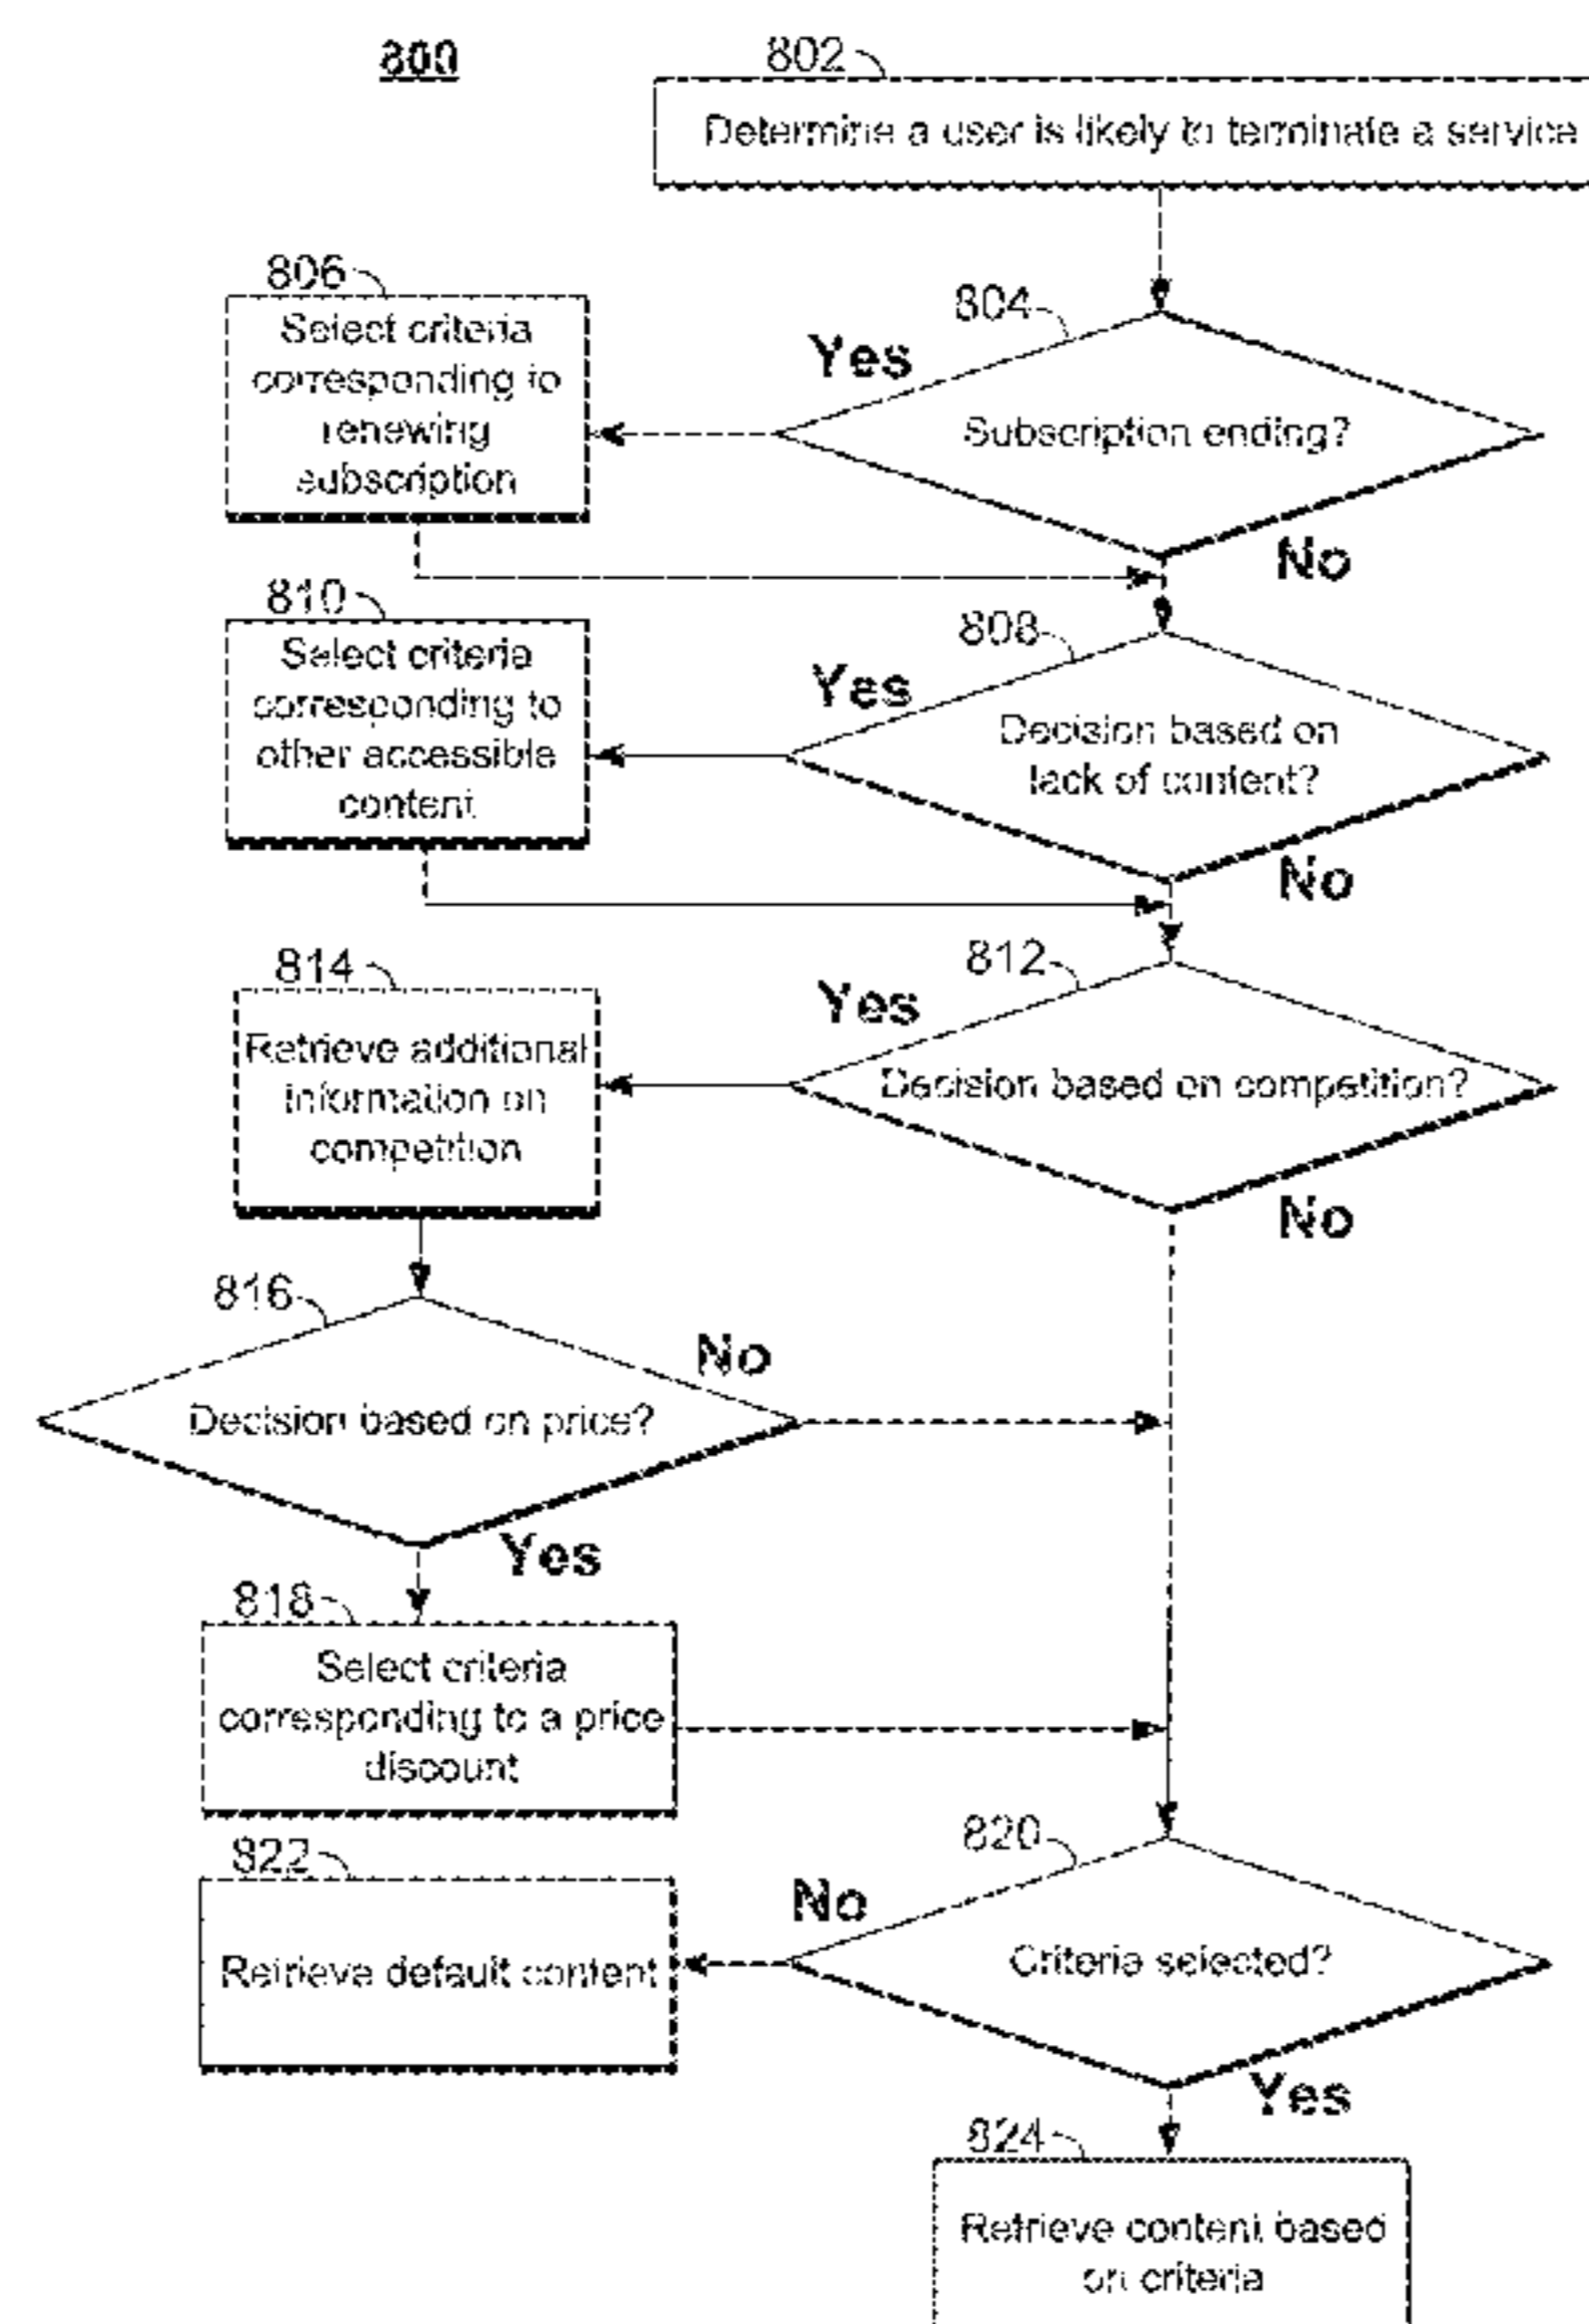 800
802
Determine a user is likely to terminate a service
804
Subscription ending?
Yes
No
806
Select criteria
corresponding to
renewing
subscription
808
Decision based on
lack of content?
Yes
No
810
Select criteria
corresponding to
other accessible
content
812
Decision based on competition?
Yes
No
814
Retrieve additional
information on
competition
816
Decision based on price?
No
Yes
818
Select criteria
corresponding to a price
discount
820
Criteria selected?
No
Yes
822
Retrieve default content
824
Retrieve content based
on criteria